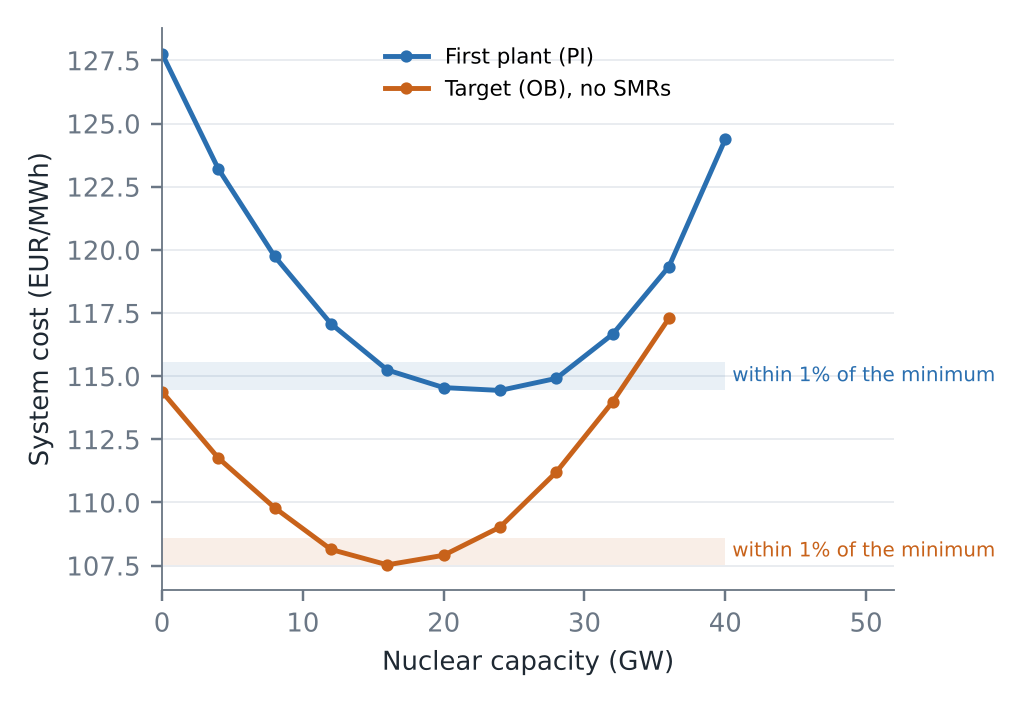 First plant (PI)
Target (OB), no SMRs
System cost (EUR/MWh)
127.5
125.0
122.5
120.0
117.5
115.0
112.5
110.0
107.5
within 1% of the minimum
within 1% of the minimum
0 10 20 30 40 50
Nuclear capacity (GW)